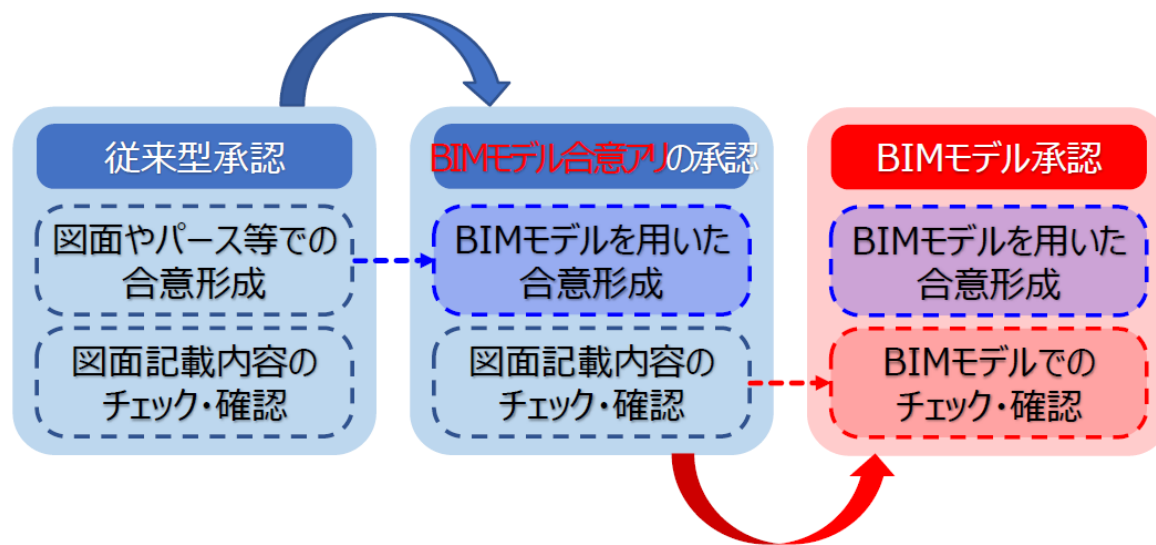 従来型承認
図面やパース等での
合意形成
図面記載内容の
チェック・確認
BIMモデル合意アリの承認
BIMモデルを用いた
合意形成
図面記載内容の
チェック・確認
BIMモデル承認
BIMモデルを用いた
合意形成
BIMモデルでの
チェック・確認